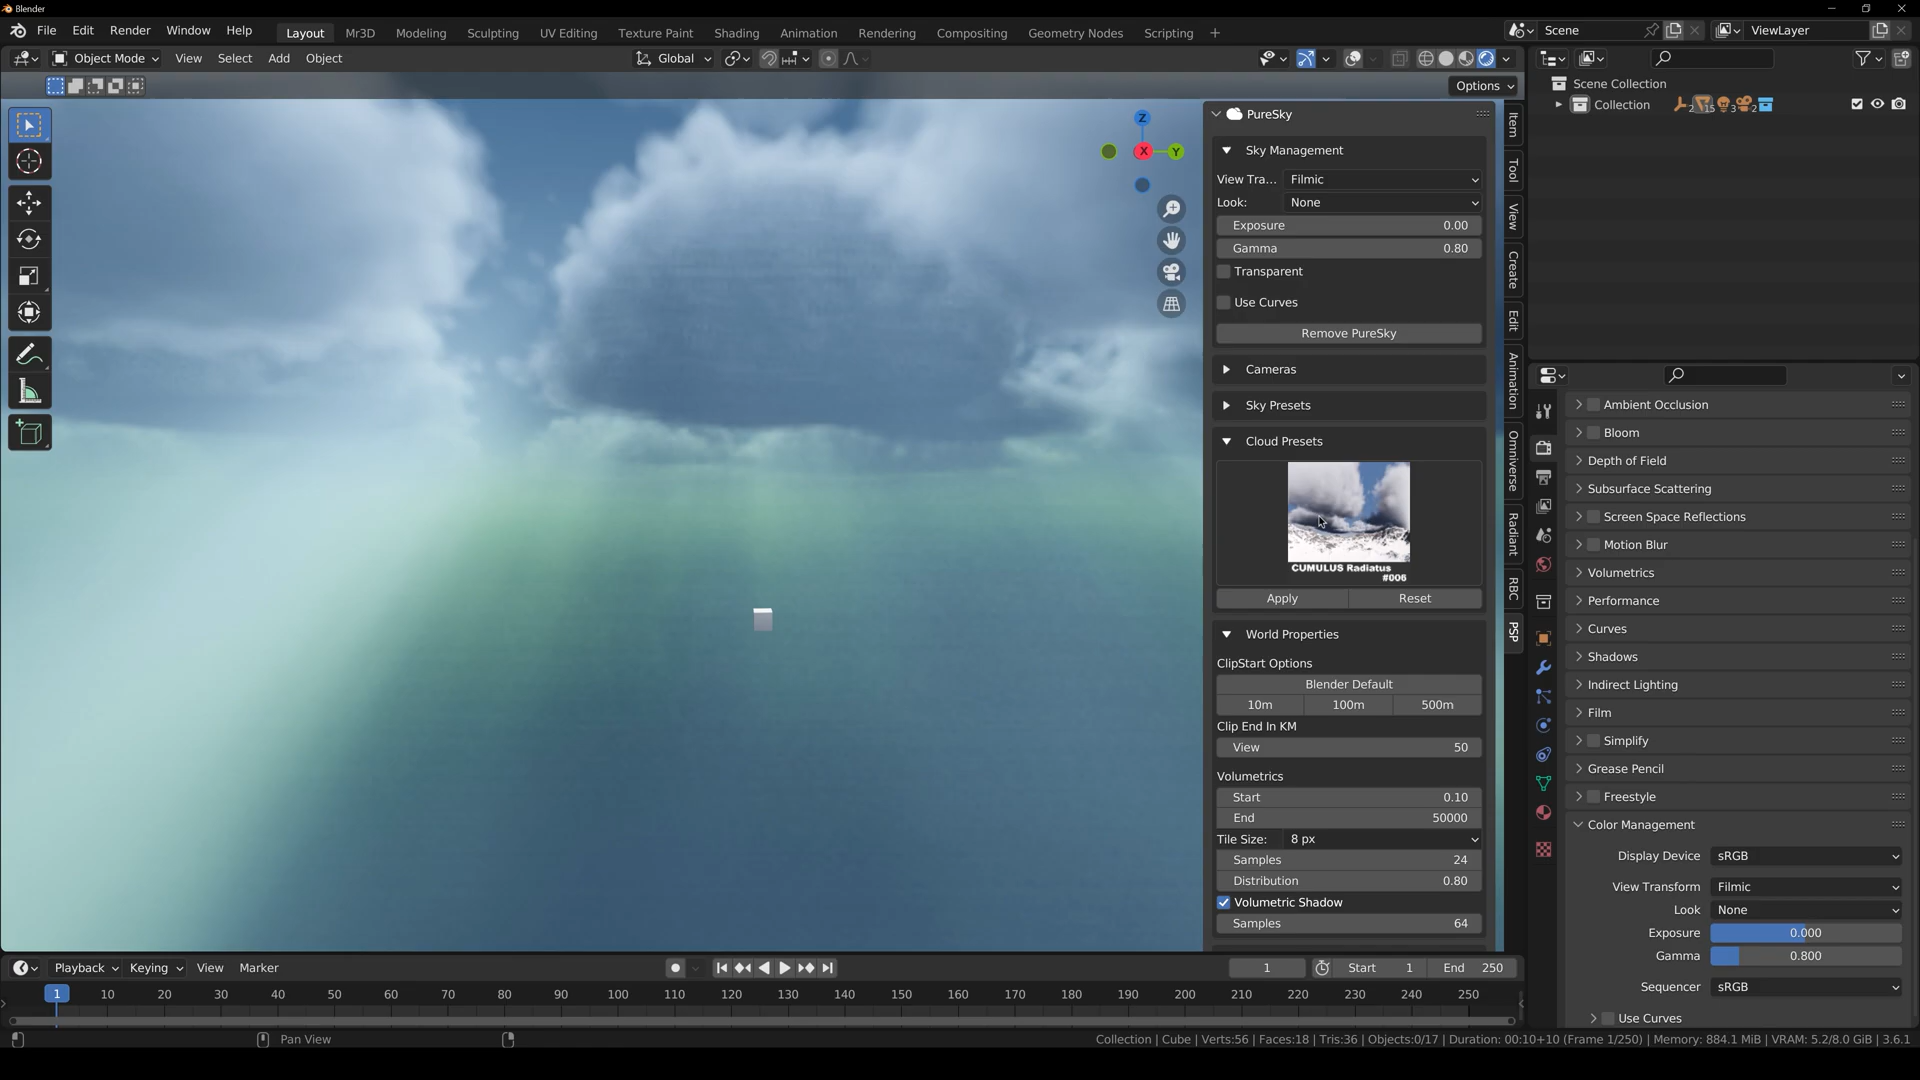 Blender
File Edit Render Window Help Layout Mr3D Modeling Sculpting UV Editing Texture Paint Shading Animation Rendering Compositing Geometry Nodes Scripting + Scene ViewLayer
Object Mode View Select Add Object Global
Options
Z
X Y
PureSky
Sky Management
View Tra... Filmic
Look: None
Exposure 0.00
Gamma 0.80
Transparent
Use Curves
Remove PureSky
Cameras
Sky Presets
Cloud Presets
CUMULUS Radiatus
#006
Apply Reset
World Properties
ClipStart Options
Blender Default
10m 100m 500m
Clip End In KM
View 50
Volumetrics
Start 0.10
End 50000
Tile Size: 8 px
Samples 24
Distribution 0.80
Volumetric Shadow
Samples 64
Item
Tool
View
Create
Edit
Animation
Omniverse
Radiant
RBC
PSP
Scene Collection
Collection 2 15 3 2
Ambient Occlusion
Bloom
Depth of Field
Subsurface Scattering
Screen Space Reflections
Motion Blur
Volumetrics
Performance
Curves
Shadows
Indirect Lighting
Film
Simplify
Grease Pencil
Freestyle
Color Management
Display Device sRGB
View Transform Filmic
Look None
Exposure 0.000
Gamma 0.800
Sequencer sRGB
Use Curves
Playback Keying View Marker 1 Start 1 End 250
1 10 20 30 40 50 60 70 80 90 100 110 120 130 140 150 160 170 180 190 200 210 220 230 240 250
Pan View
Collection | Cube | Verts:56 | Faces:18 | Tris:36 | Objects:0/17 | Duration: 00:10+10 (Frame 1/250) | Memory: 884.1 MiB | VRAM: 5.2/8.0 GiB | 3.6.1